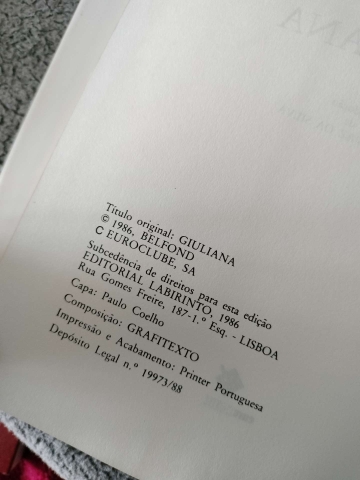 Título original: GIULIANA
© 1986, BELFOND
C EUROCLUBE, SA
Subcedência de direitos para esta edição
EDITORIAL LABIRINTO, 1986
Rua Gomes Freire, 187-1.º Esq. - LISBOA
Capa: Paulo Coelho
Composição: GRAFITEXTO
Impressão e Acabamento: Printer Portuguesa
Depósito Legal n.º 19973/88